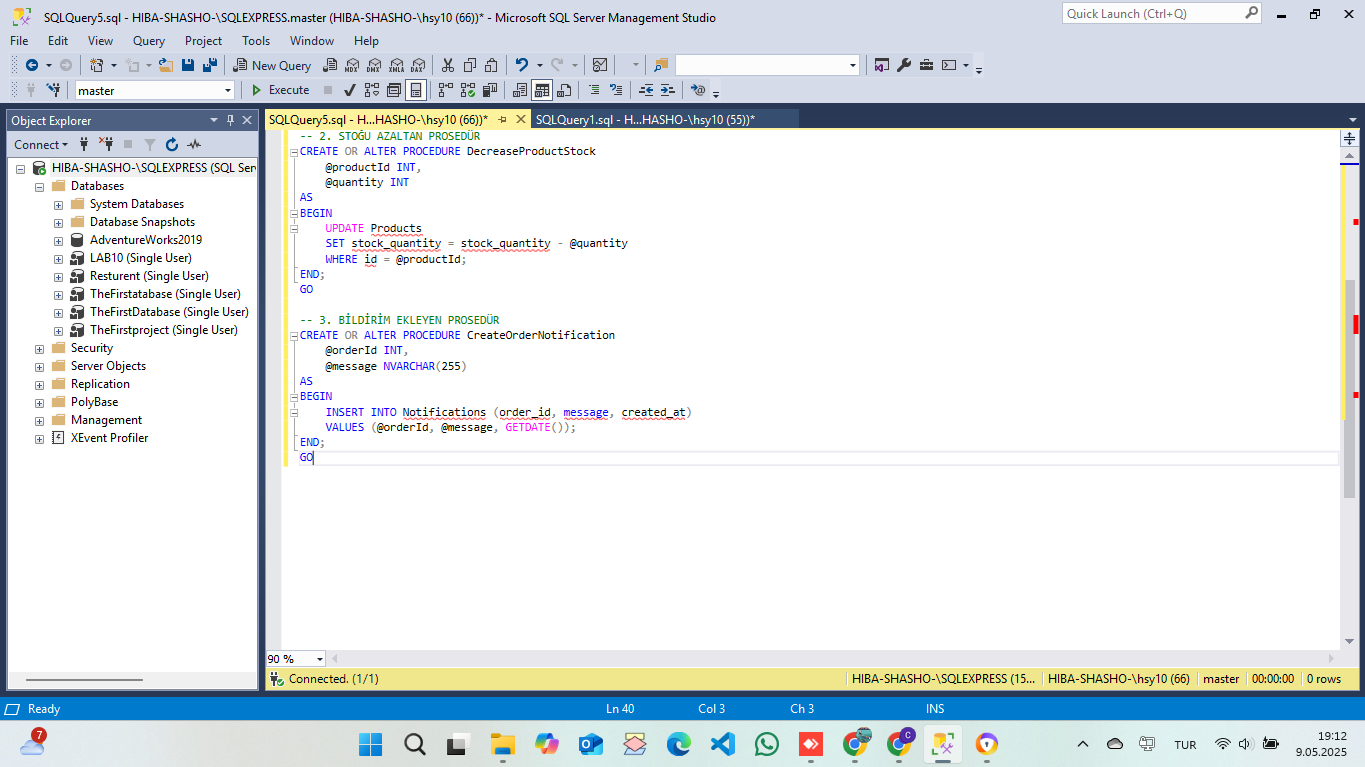 SQLQuery5.sql - HIBA-SHASHO-\SQLEXPRESS.master (HIBA-SHASHO-\hsy10 (66))* - Microsoft SQL Server Management Studio
Quick Launch (Ctrl+Q)
File Edit View Query Project Tools Window Help
New Query MDX DMX XMLA DAX
master Execute
Object Explorer
SQLQuery5.sql - H...HASHO-\hsy10 (66))* SQLQuery1.sql - H...HASHO-\hsy10 (55))*
Connect
HIBA-SHASHO-\SQLEXPRESS (SQL Ser
Databases
System Databases
Database Snapshots
AdventureWorks2019
LAB10 (Single User)
Resturent (Single User)
TheFirstatabase (Single User)
TheFirstDatabase (Single User)
TheFirstproject (Single User)
Security
Server Objects
Replication
PolyBase
Management
XEvent Profiler
-- 2. STOĞU AZALTAN PROSEDÜR
CREATE OR ALTER PROCEDURE DecreaseProductStock
@productId INT,
@quantity INT
AS
BEGIN
UPDATE Products
SET stock_quantity = stock_quantity - @quantity
WHERE id = @productId;
END;
GO
-- 3. BİLDİRİM EKLEYEN PROSEDÜR
CREATE OR ALTER PROCEDURE CreateOrderNotification
@orderId INT,
@message NVARCHAR(255)
AS
BEGIN
INSERT INTO Notifications (order_id, message, created_at)
VALUES (@orderId, @message, GETDATE());
END;
GO
90 %
Connected. (1/1) HIBA-SHASHO-\SQLEXPRESS (15... HIBA-SHASHO-\hsy10 (66) master 00:00:00 0 rows
Ready Ln 40 Col 3 Ch 3 INS
7
C
TUR
19:12
9.05.2025